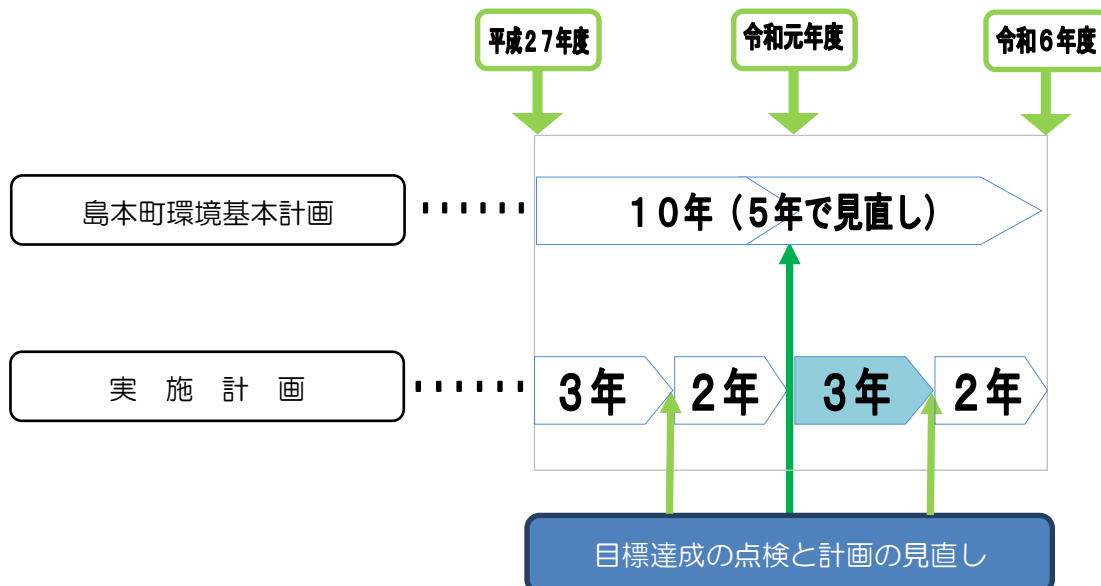 平成27年度
令和元年度
令和6年度
島本町環境基本計画
10年（5年で見直し）
実　施　計　画
3年
2年
3年
2年
目標達成の点検と計画の見直し